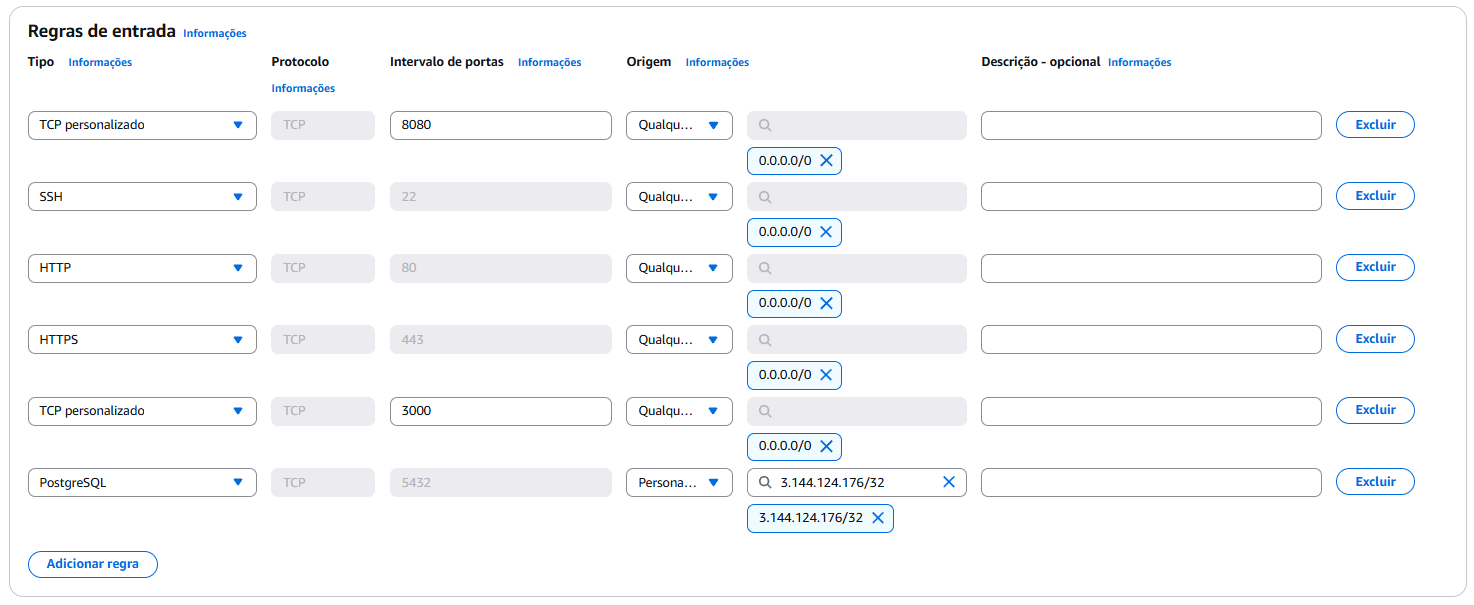 Regras de entrada Informações
Tipo Informações Protocolo Intervalo de portas Informações Origem Informações Descrição - opcional Informações
Informações
TCP personalizado TCP 8080 Qualqu... Excluir
0.0.0.0/0
SSH TCP 22 Qualqu... Excluir
0.0.0.0/0
HTTP TCP 80 Qualqu... Excluir
0.0.0.0/0
HTTPS TCP 443 Qualqu... Excluir
0.0.0.0/0
TCP personalizado TCP 3000 Qualqu... Excluir
0.0.0.0/0
PostgreSQL TCP 5432 Persona... 3.144.124.176/32 Excluir
3.144.124.176/32
Adicionar regra